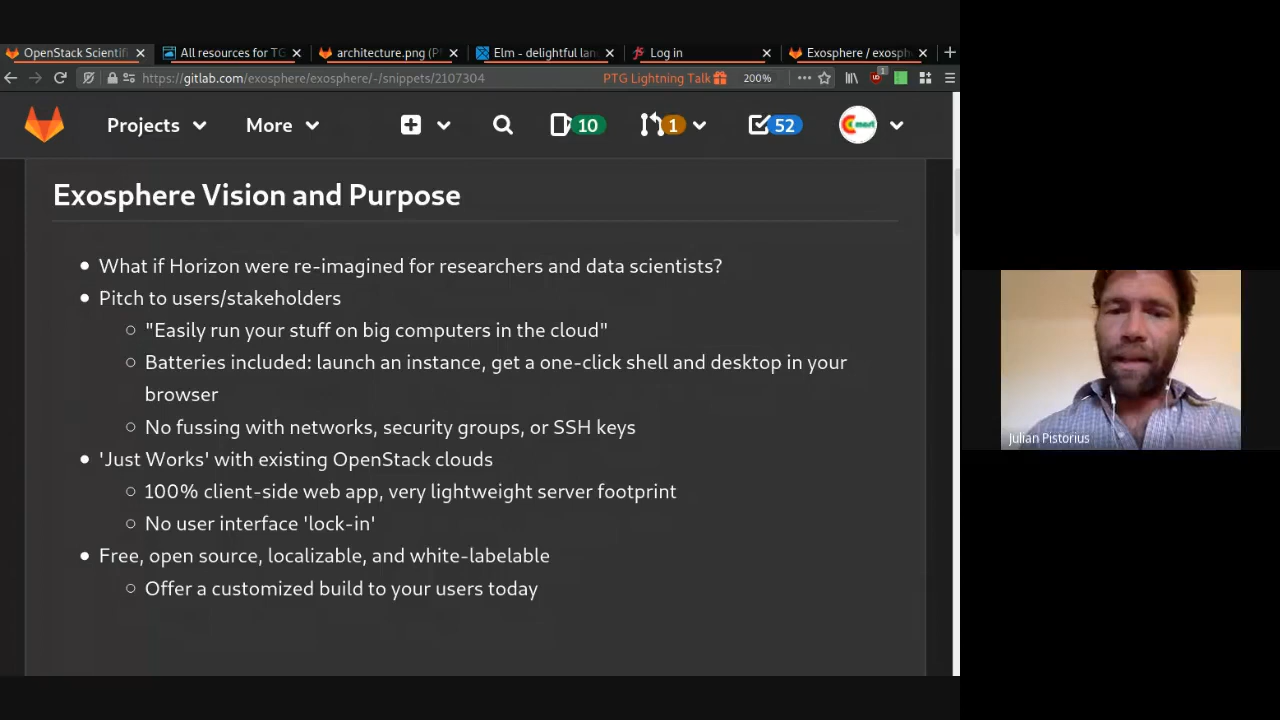 OpenStack Scientifi
All resources for TG
architecture.png (P
Elm - delightful lan
Log in
Exosphere / exosph
https://gitlab.com/exosphere/exosphere/-/snippets/2107304
PTG Lightning Talk
200%
Projects
More
10
1
52
Exosphere Vision and Purpose
What if Horizon were re-imagined for researchers and data scientists?
Pitch to users/stakeholders
"Easily run your stuff on big computers in the cloud"
Batteries included: launch an instance, get a one-click shell and desktop in your
browser
No fussing with networks, security groups, or SSH keys
'Just Works' with existing OpenStack clouds
100% client-side web app, very lightweight server footprint
No user interface 'lock-in'
Free, open source, localizable, and white-labelable
Offer a customized build to your users today
Julian Pistorius